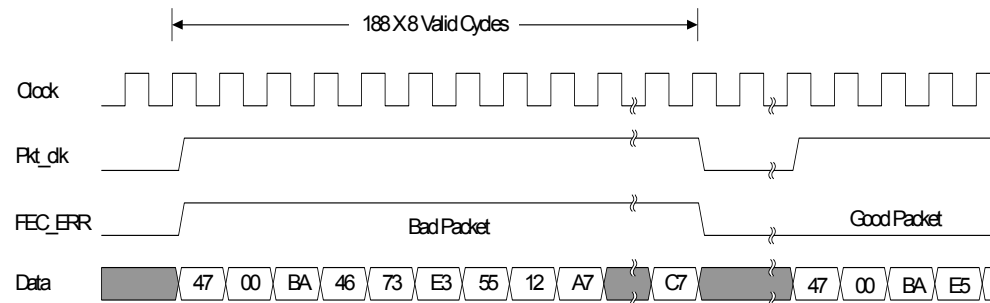 188 X 8 Valid Cycles
Clock
Pkt_clk
FEC_ERR
Bad Packet
Good Packet
Data
47 00 BA 46 73 E3 55 12 A7 C7 47 00 BA E5